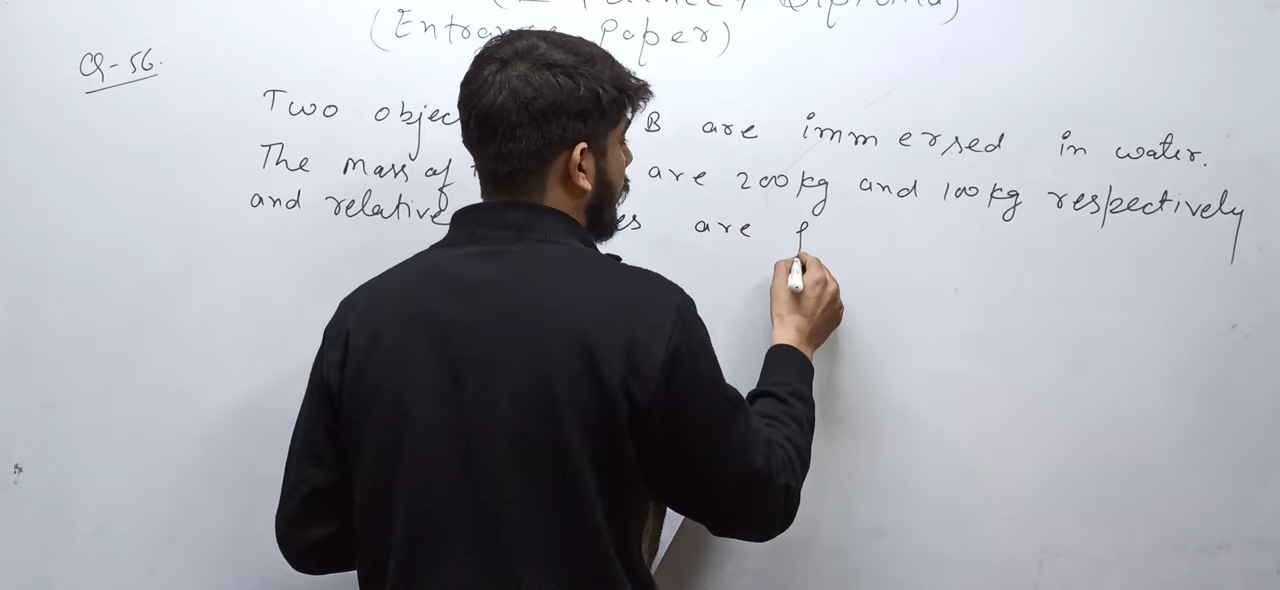 Diploma)
(Entrance Paper)
Q-56.
Two objec B are immersed in water.
The mass of are 200kg and 100kg respectively
and relative es are ρ